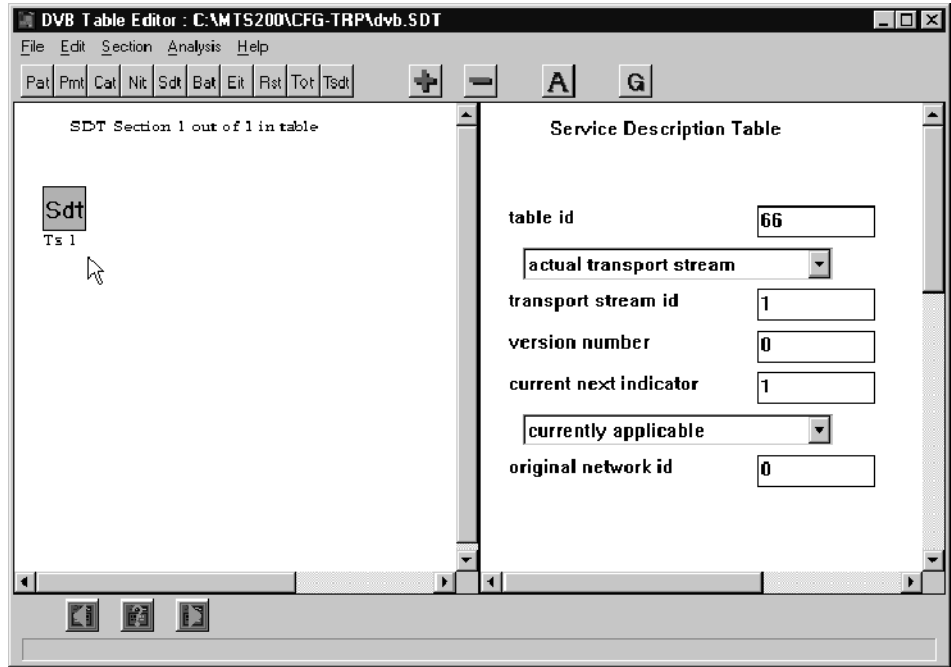 DVB Table Editor : C:\MTS200\CFG-TRP\dvb.SDT
File Edit Section Analysis Help
Pat Pmt Cat Nit Sdt Bat Eit Rst Tot Tsdt A G
SDT Section 1 out of 1 in table
Sdt
Ts 1
Service Description Table
table id 66
actual transport stream
transport stream id 1
version number 0
current next indicator 1
currently applicable
original network id 0